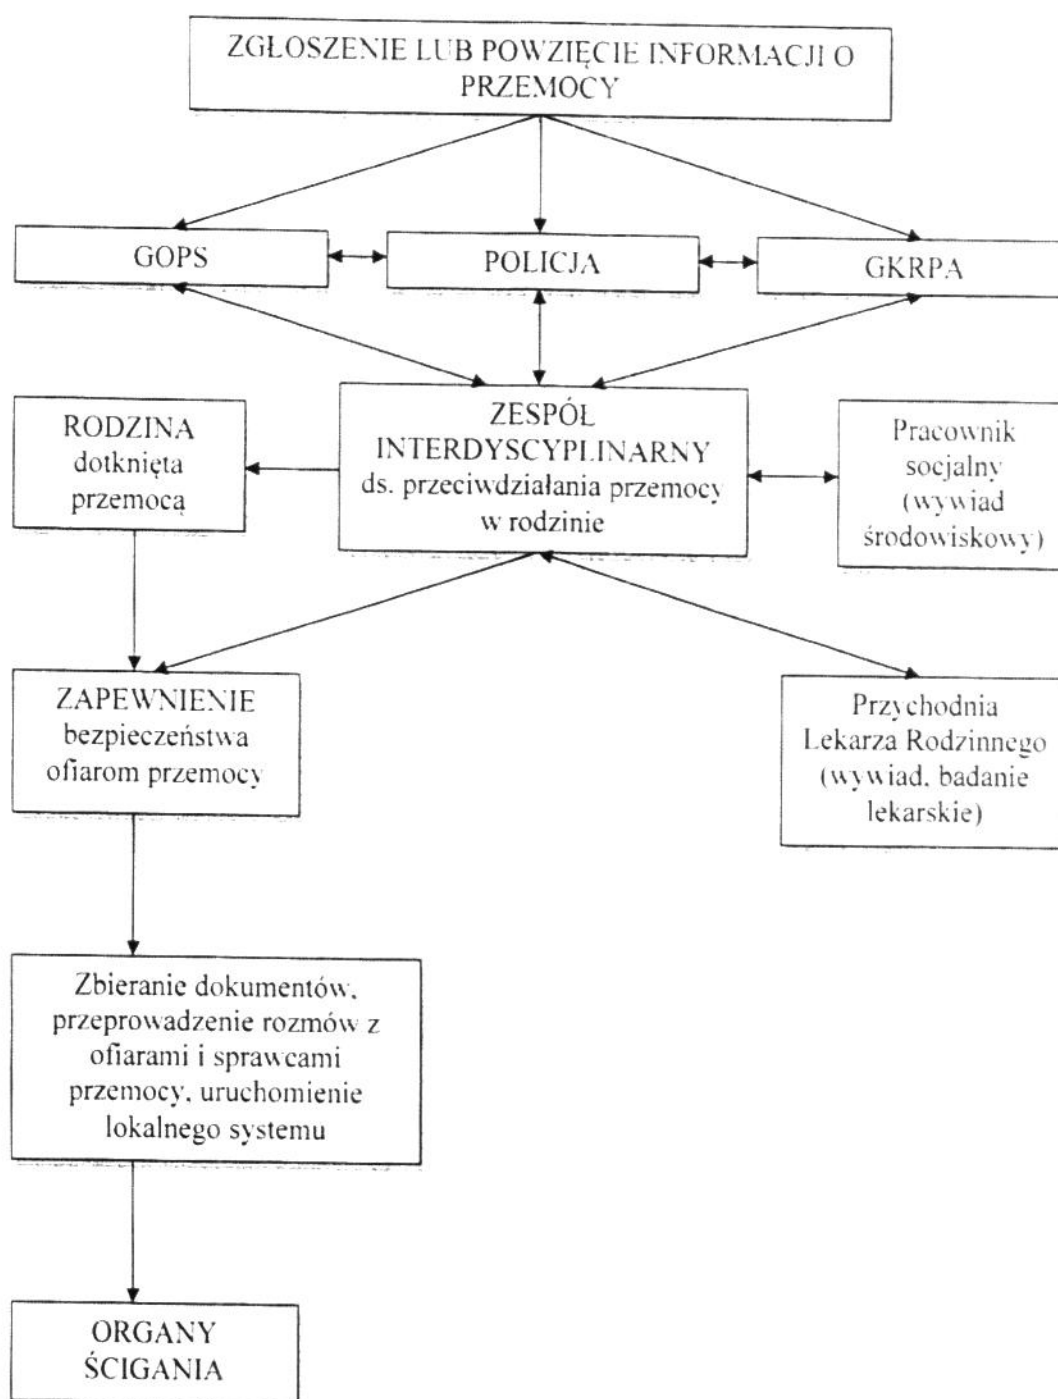 ZGŁOSZENIE LUB POWZIĘCIE INFORMACJI O
PRZEMOCY
GOPS
POLICJA
GKRPA
RODZINA
dotknięta
przemocą
ZESPÓŁ
INTERDYSCYPLINARNY
ds. przeciwdziałania przemocy
w rodzinie
Pracownik
socjalny
(wywiad
środowiskowy)
ZAPEWNIENIE
bezpieczeństwa
ofiarom przemocy
Przychodnia
Lekarza Rodzinnego
(wywiad, badanie
lekarskie)
Zbieranie dokumentów,
przeprowadzenie rozmów z
ofiarami i sprawcami
przemocy, uruchomienie
lokalnego systemu
ORGANY
ŚCIGANIA